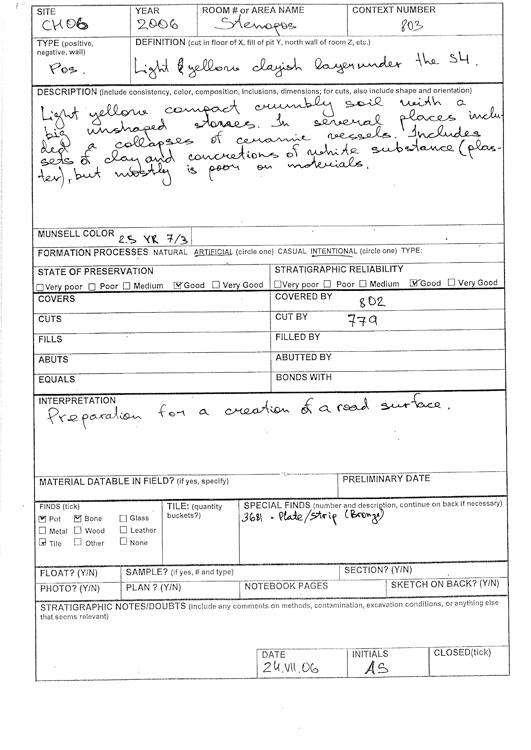 SITE YEAR ROOM # or AREA NAME CONTEXT NUMBER
CH06 2006 Stenopos 803
TYPE (positive, negative, wall) DEFINITION (cut in floor of X, fill of pit Y, north wall of room Z, etc.)
Pos. Light & yellow clayish layer under the S4.
DESCRIPTION (Include consistency, color, composition, inclusions, dimensions; for cuts, also include shape and orientation)
Light yellow compact crumbly soil with a
big unshaped stones. In several places inclu-
ded a collapses of ceramic vessels. Includes
sets of clay and concretions of white substance (plas-
ter), but mostly is poor on materials.
MUNSELL COLOR 2.5 YR 7/3
FORMATION PROCESSES NATURAL ARTIFICIAL (circle one) CASUAL INTENTIONAL (circle one) TYPE:
STATE OF PRESERVATION STRATIGRAPHIC RELIABILITY
Very poor Poor Medium Good Very Good Very poor Poor Medium Good Very Good
COVERS COVERED BY 802
CUTS CUT BY 779
FILLS FILLED BY
ABUTS ABUTTED BY
EQUALS BONDS WITH
INTERPRETATION
Preparation for a creation of a road surface.
MATERIAL DATABLE IN FIELD? (if yes, specify) PRELIMINARY DATE
FINDS (tick) TILE: (quantity buckets?) SPECIAL FINDS (number and description, continue on back if necessary)
3681 - Plate/strip (Bronze)
Pot Bone Glass
Metal Wood Leather
Tile Other None
FLOAT? (Y/N) SAMPLE? (if yes, # and type) SECTION? (Y/N)
PHOTO? (Y/N) PLAN? (Y/N) NOTEBOOK PAGES SKETCH ON BACK? (Y/N)
STRATIGRAPHIC NOTES/DOUBTS (include any comments on methods, contamination, excavation conditions, or anything else
that seems relevant)
DATE INITIALS CLOSED(tick)
24.VII.06 AS